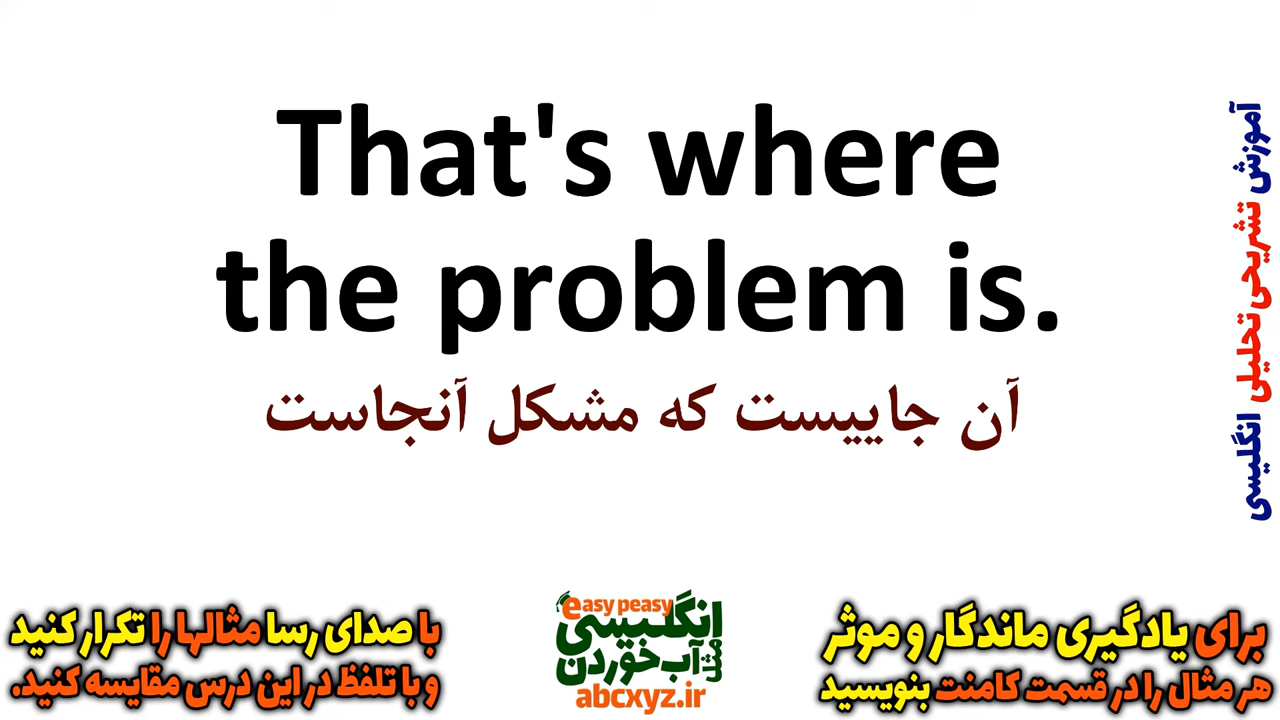 That's where
the problem is.
آن جاییست که مشکل آنجاست
آموزش تشریحی تحلیلی انگلیسی
برای یادگیری ماندگار و موثر
هر مثال را در قسمت کامنت بنویسید
easy peasy
انگلیسی
مثل آب خوردن
abcxyz.ir
با صدای رسا مثالها را تکرار کنید
و با تلفظ در این درس مقایسه کنید.